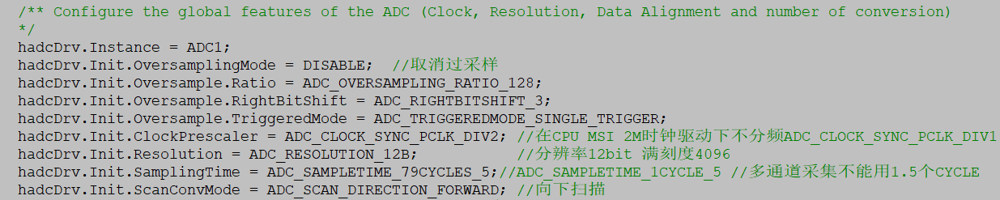 /** Configure the global features of the ADC (Clock, Resolution, Data Alignment and number of conversion)
*/
hadcDrv.Instance = ADC1;
hadcDrv.Init.OversamplingMode = DISABLE;  //取消过采样
hadcDrv.Init.Oversample.Ratio = ADC_OVERSAMPLING_RATIO_128;
hadcDrv.Init.Oversample.RightBitShift = ADC_RIGHTBITSHIFT_3;
hadcDrv.Init.Oversample.TriggeredMode = ADC_TRIGGEREDMODE_SINGLE_TRIGGER;
hadcDrv.Init.ClockPrescaler = ADC_CLOCK_SYNC_PCLK_DIV2; //在CPU MSI 2M时钟驱动下不分频ADC_CLOCK_SYNC_PCLK_DIV1
hadcDrv.Init.Resolution = ADC_RESOLUTION_12B;           //分辨率12bit 满刻度4096
hadcDrv.Init.SamplingTime = ADC_SAMPLETIME_79CYCLES_5;//ADC_SAMPLETIME_1CYCLE_5 //多通道采集不能用1.5个CYCLE
hadcDrv.Init.ScanConvMode = ADC_SCAN_DIRECTION_FORWARD; //向下扫描